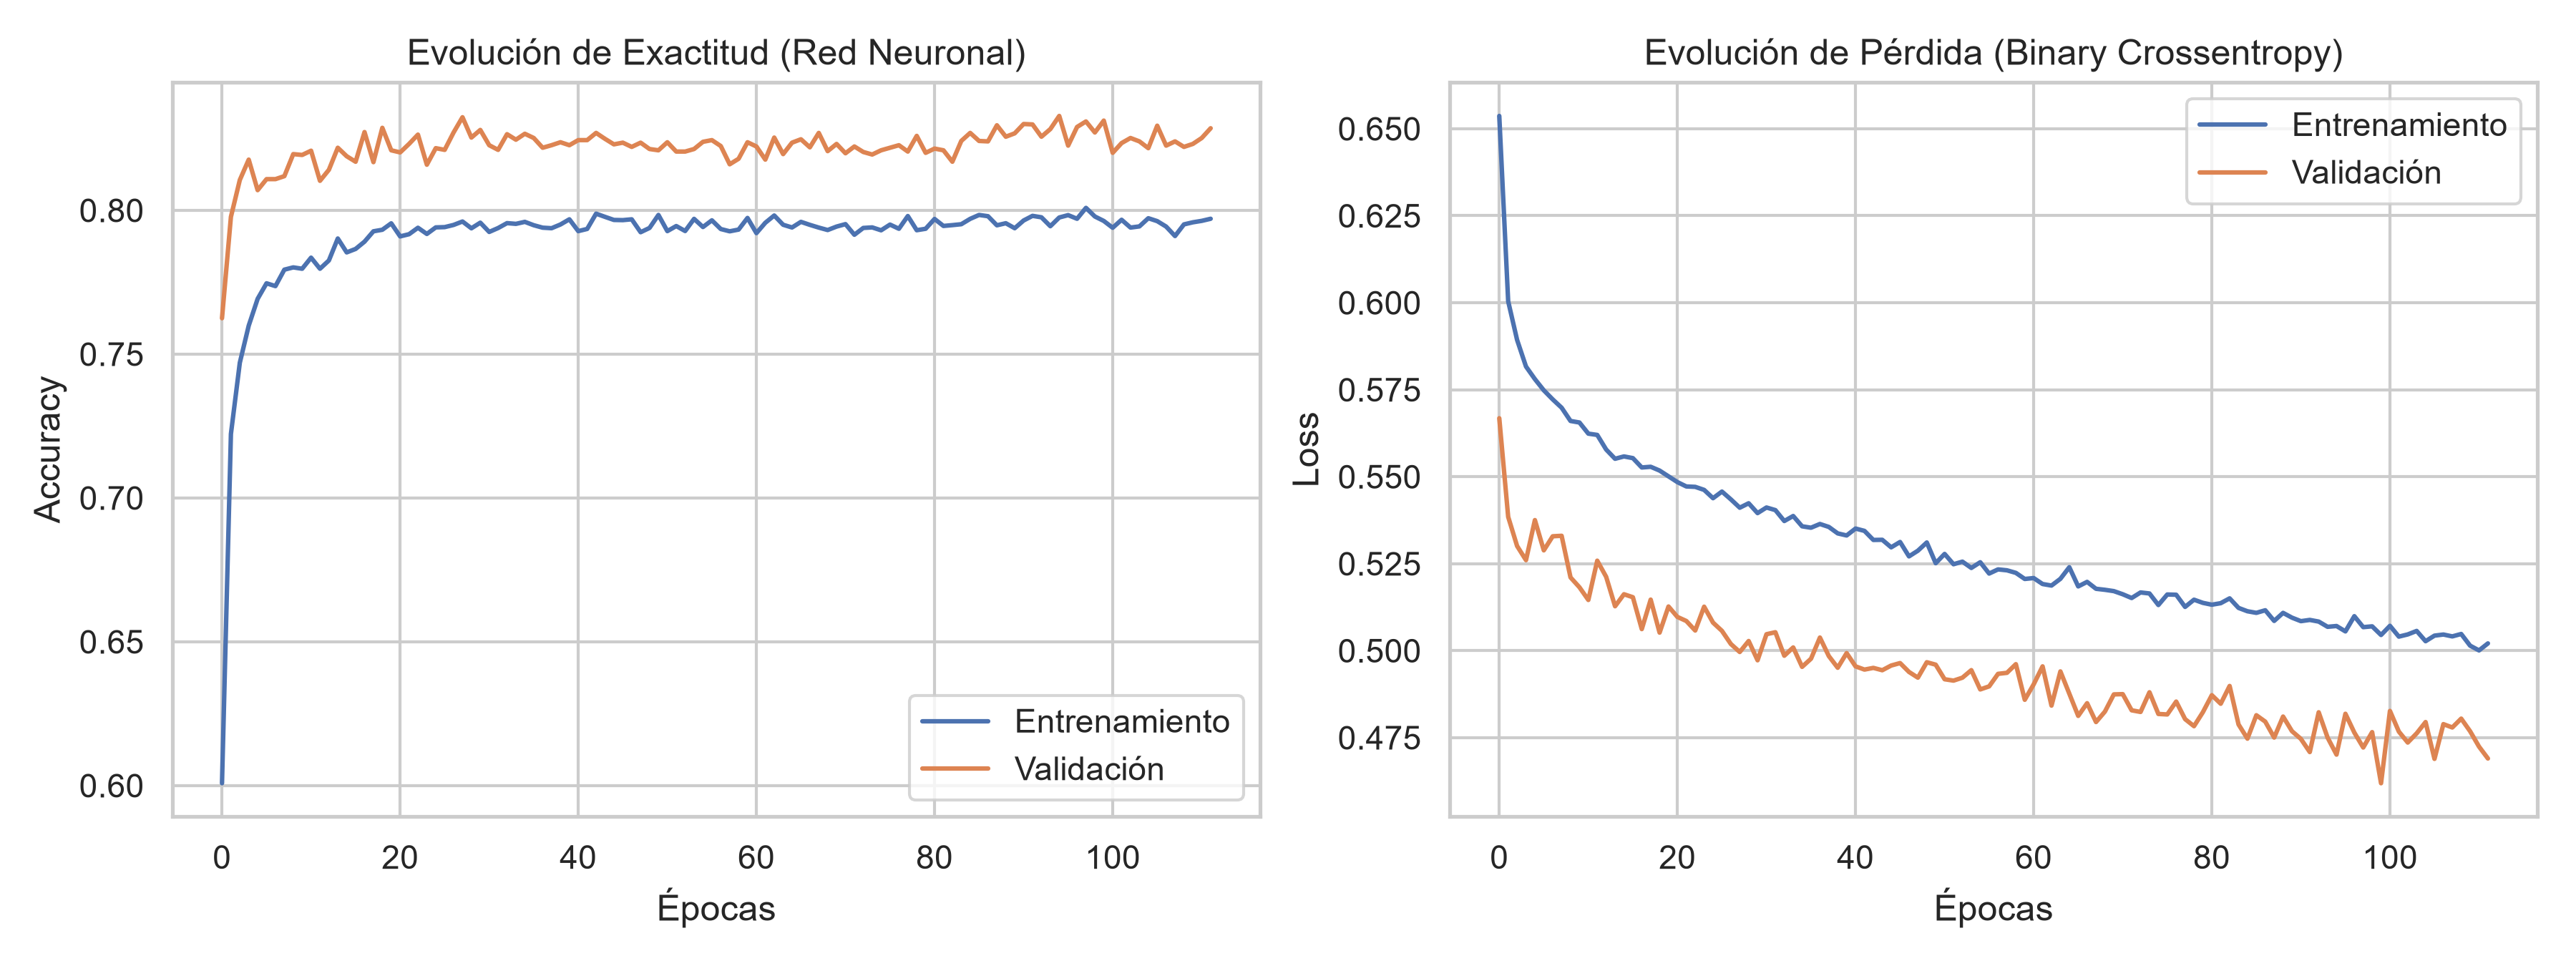 Evolución de Exactitud (Red Neuronal)
Accuracy
0.80
0.75
0.70
0.65
0.60
0 20 40 60 80 100
Épocas
Entrenamiento
Validación
Evolución de Pérdida (Binary Crossentropy)
Loss
0.650
0.625
0.600
0.575
0.550
0.525
0.500
0.475
0 20 40 60 80 100
Épocas
Entrenamiento
Validación